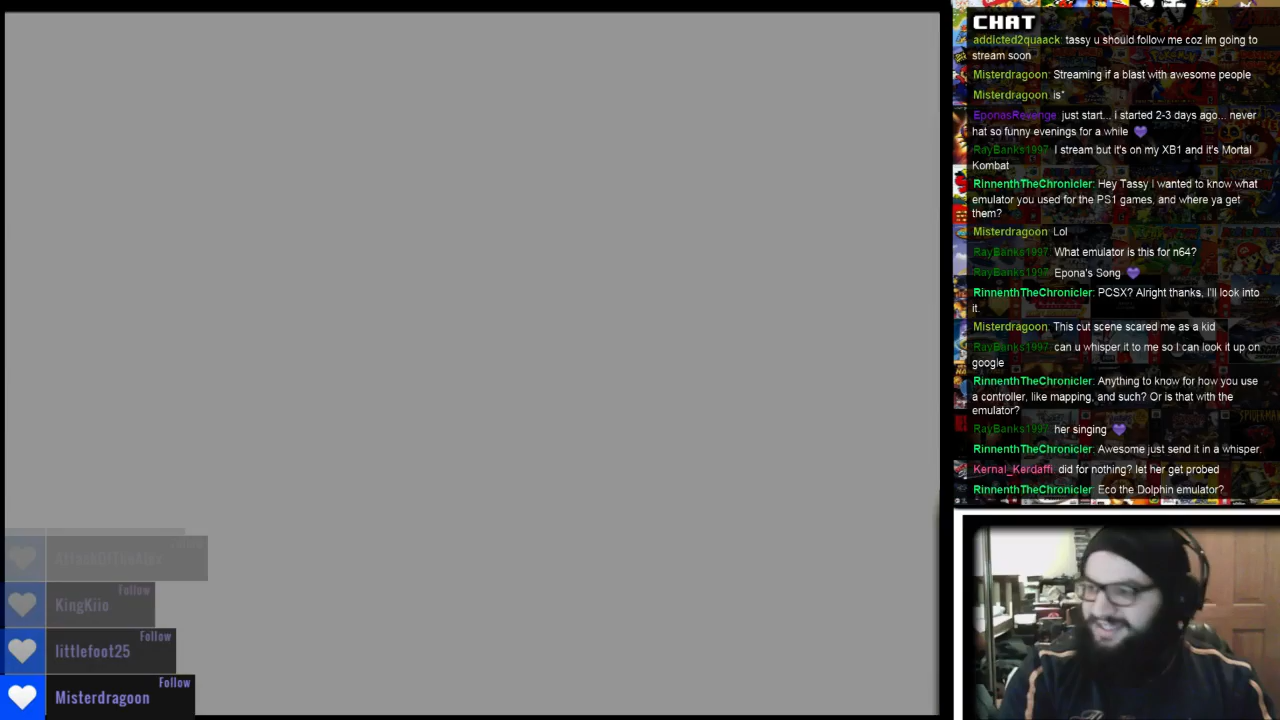 CHAT
addicted2quaack: tassy u should follow me coz im going to
stream soon
Misterdragoon: Streaming if a blast with awesome people
Misterdragoon: is*
EponasRevenge: just start... i started 2-3 days ago... never
hat so funny evenings for a while
RayBanks1997: I stream but it's on my XB1 and it's Mortal
Kombat
RinnenthTheChronicler: Hey Tassy I wanted to know what
emulator you used for the PS1 games, and where ya get
them?
Misterdragoon: Lol
RayBanks1997: What emulator is this for n64?
RayBanks1997: Epona's Song
RinnenthTheChronicler: PCSX? Alright thanks, I'll look into
it.
Misterdragoon: This cut scene scared me as a kid
RayBanks1997: can u whisper it to me so I can look it up on
google
RinnenthTheChronicler: Anything to know for how you use
a controller, like mapping, and such? Or is that with the
emulator?
RayBanks1997: her singing
RinnenthTheChronicler: Awesome just send it in a whisper.
Kernal_Kerdaffi: did for nothing? let her get probed
RinnenthTheChronicler: Eco the Dolphin emulator?
KingKiio
Follow
littlefoot25
Follow
Misterdragoon
Follow